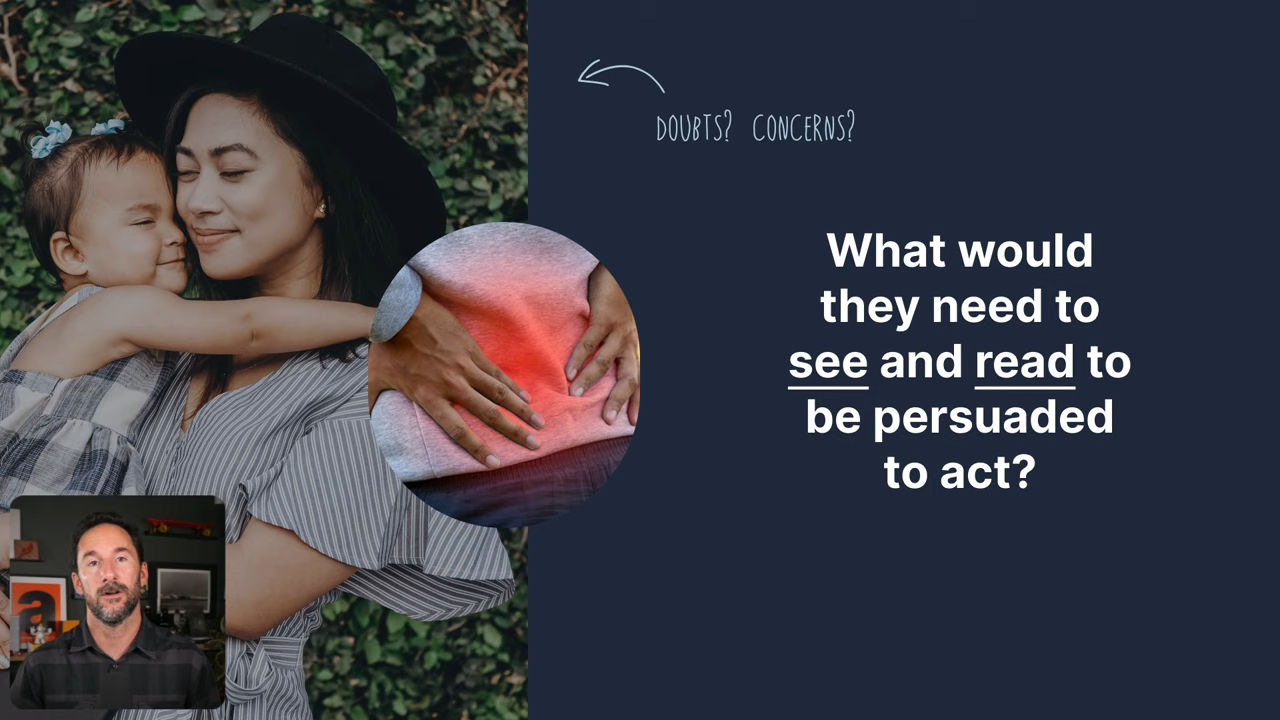 DOUBTS? CONCERNS?
What would
they need to
see and read to
be persuaded
to act?
a